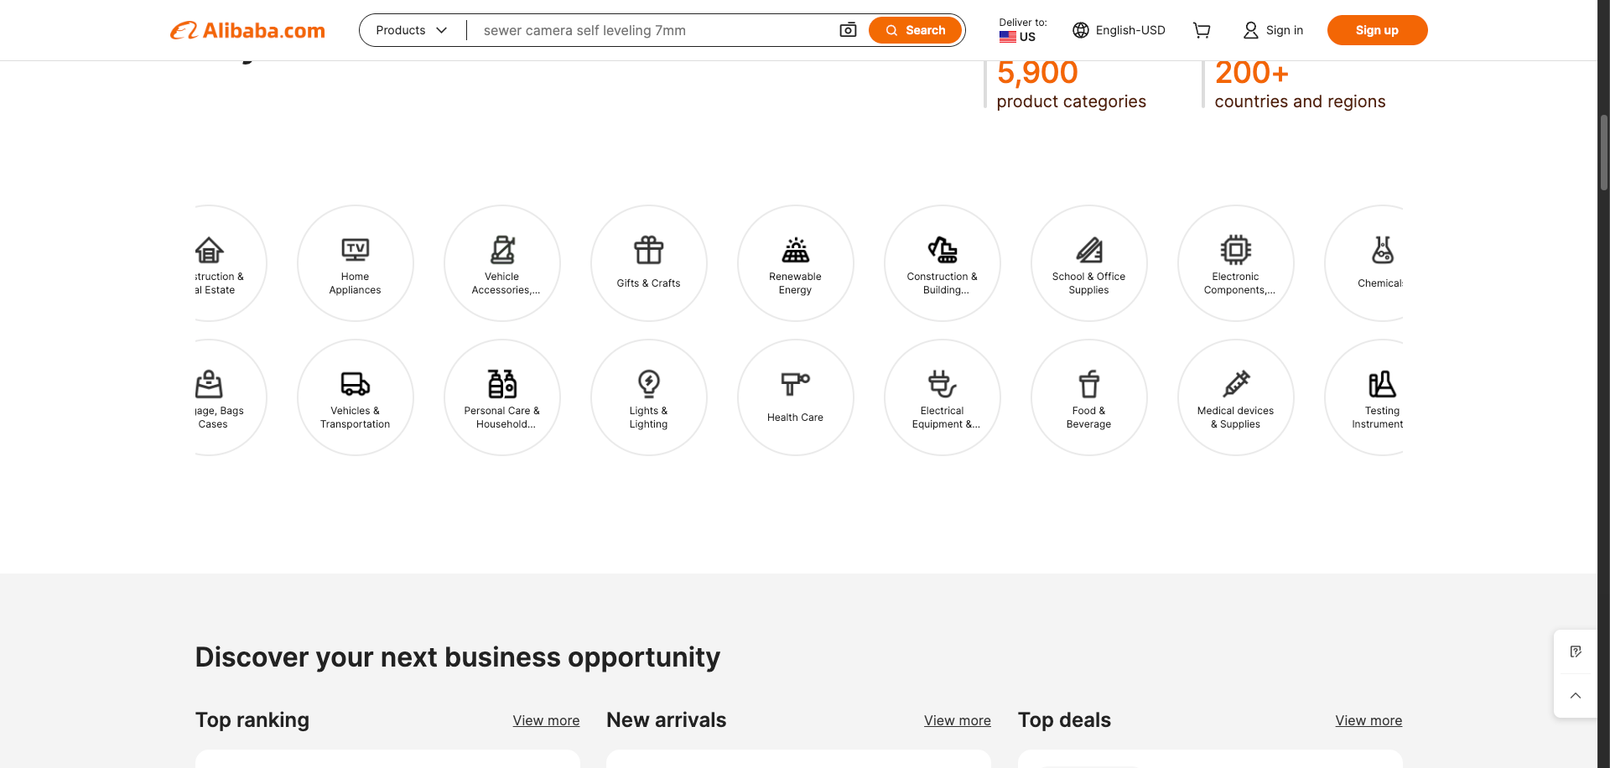 Alibaba.com
Products
sewer camera self leveling 7mm
Search
Deliver to:
US
English-USD
Sign in
Sign up
5,900
product categories
200+
countries and regions
struction &
al Estate
TV
Home
Appliances
Vehicle
Accessories,...
Gifts & Crafts
Renewable
Energy
Construction &
Building...
School & Office
Supplies
Electronic
Components,...
Chemicals
gage, Bags
Cases
Vehicles &
Transportation
Personal Care &
Household...
Lights &
Lighting
Health Care
Electrical
Equipment &...
Food &
Beverage
Medical devices
& Supplies
Testing
Instrument
Discover your next business opportunity
Top ranking
View more
New arrivals
View more
Top deals
View more